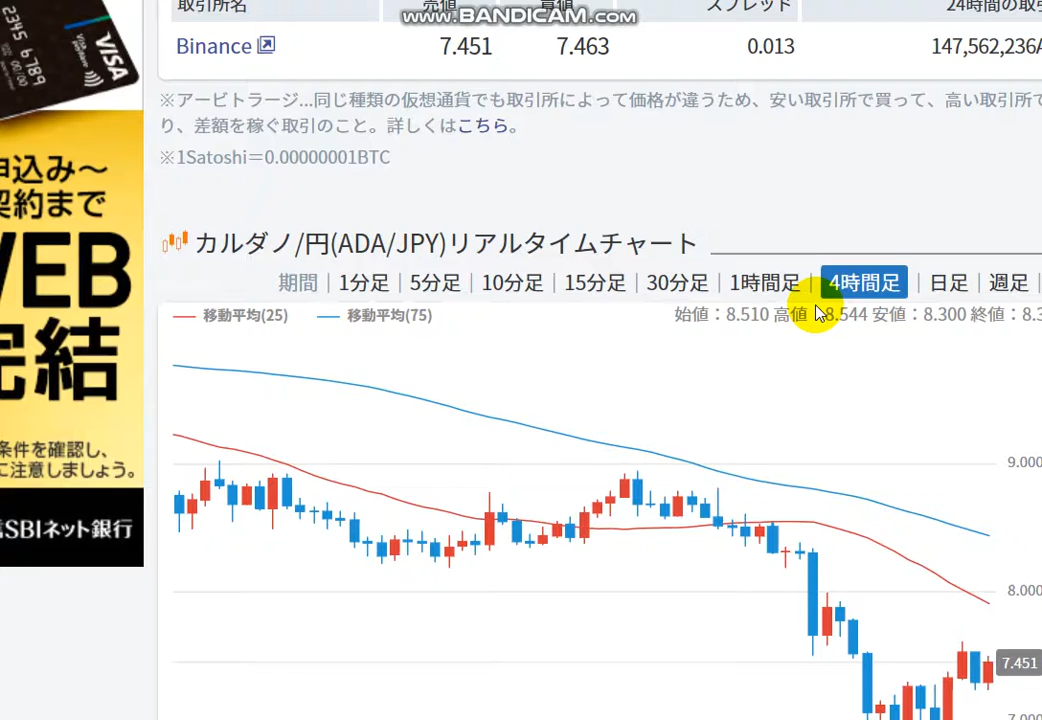 取引所名 売値 買値 スプレッド 24時間の取
www.BANDICAM.com
Binance 7.451 7.463 0.013 147,562,236A
※アービトラージ...同じ種類の仮想通貨でも取引所によって価格が違うため、安い取引所で買って、高い取引所で
り、差額を稼ぐ取引のこと。詳しくはこちら。
※1Satoshi＝0.00000001BTC
カルダノ/円(ADA/JPY)リアルタイムチャート
期間 | 1分足 | 5分足 | 10分足 | 15分足 | 30分足 | 1時間足 | 4時間足 | 日足 | 週足 |
移動平均(25) 移動平均(75) 始値：8.510 高値：8.544 安値：8.300 終値：8.3
9.000
8.000
7.451
7.000
2345 6789
VISA
申込み～
契約まで
WEB
完結
条件を確認し、
に注意しましょう。
SBIネット銀行